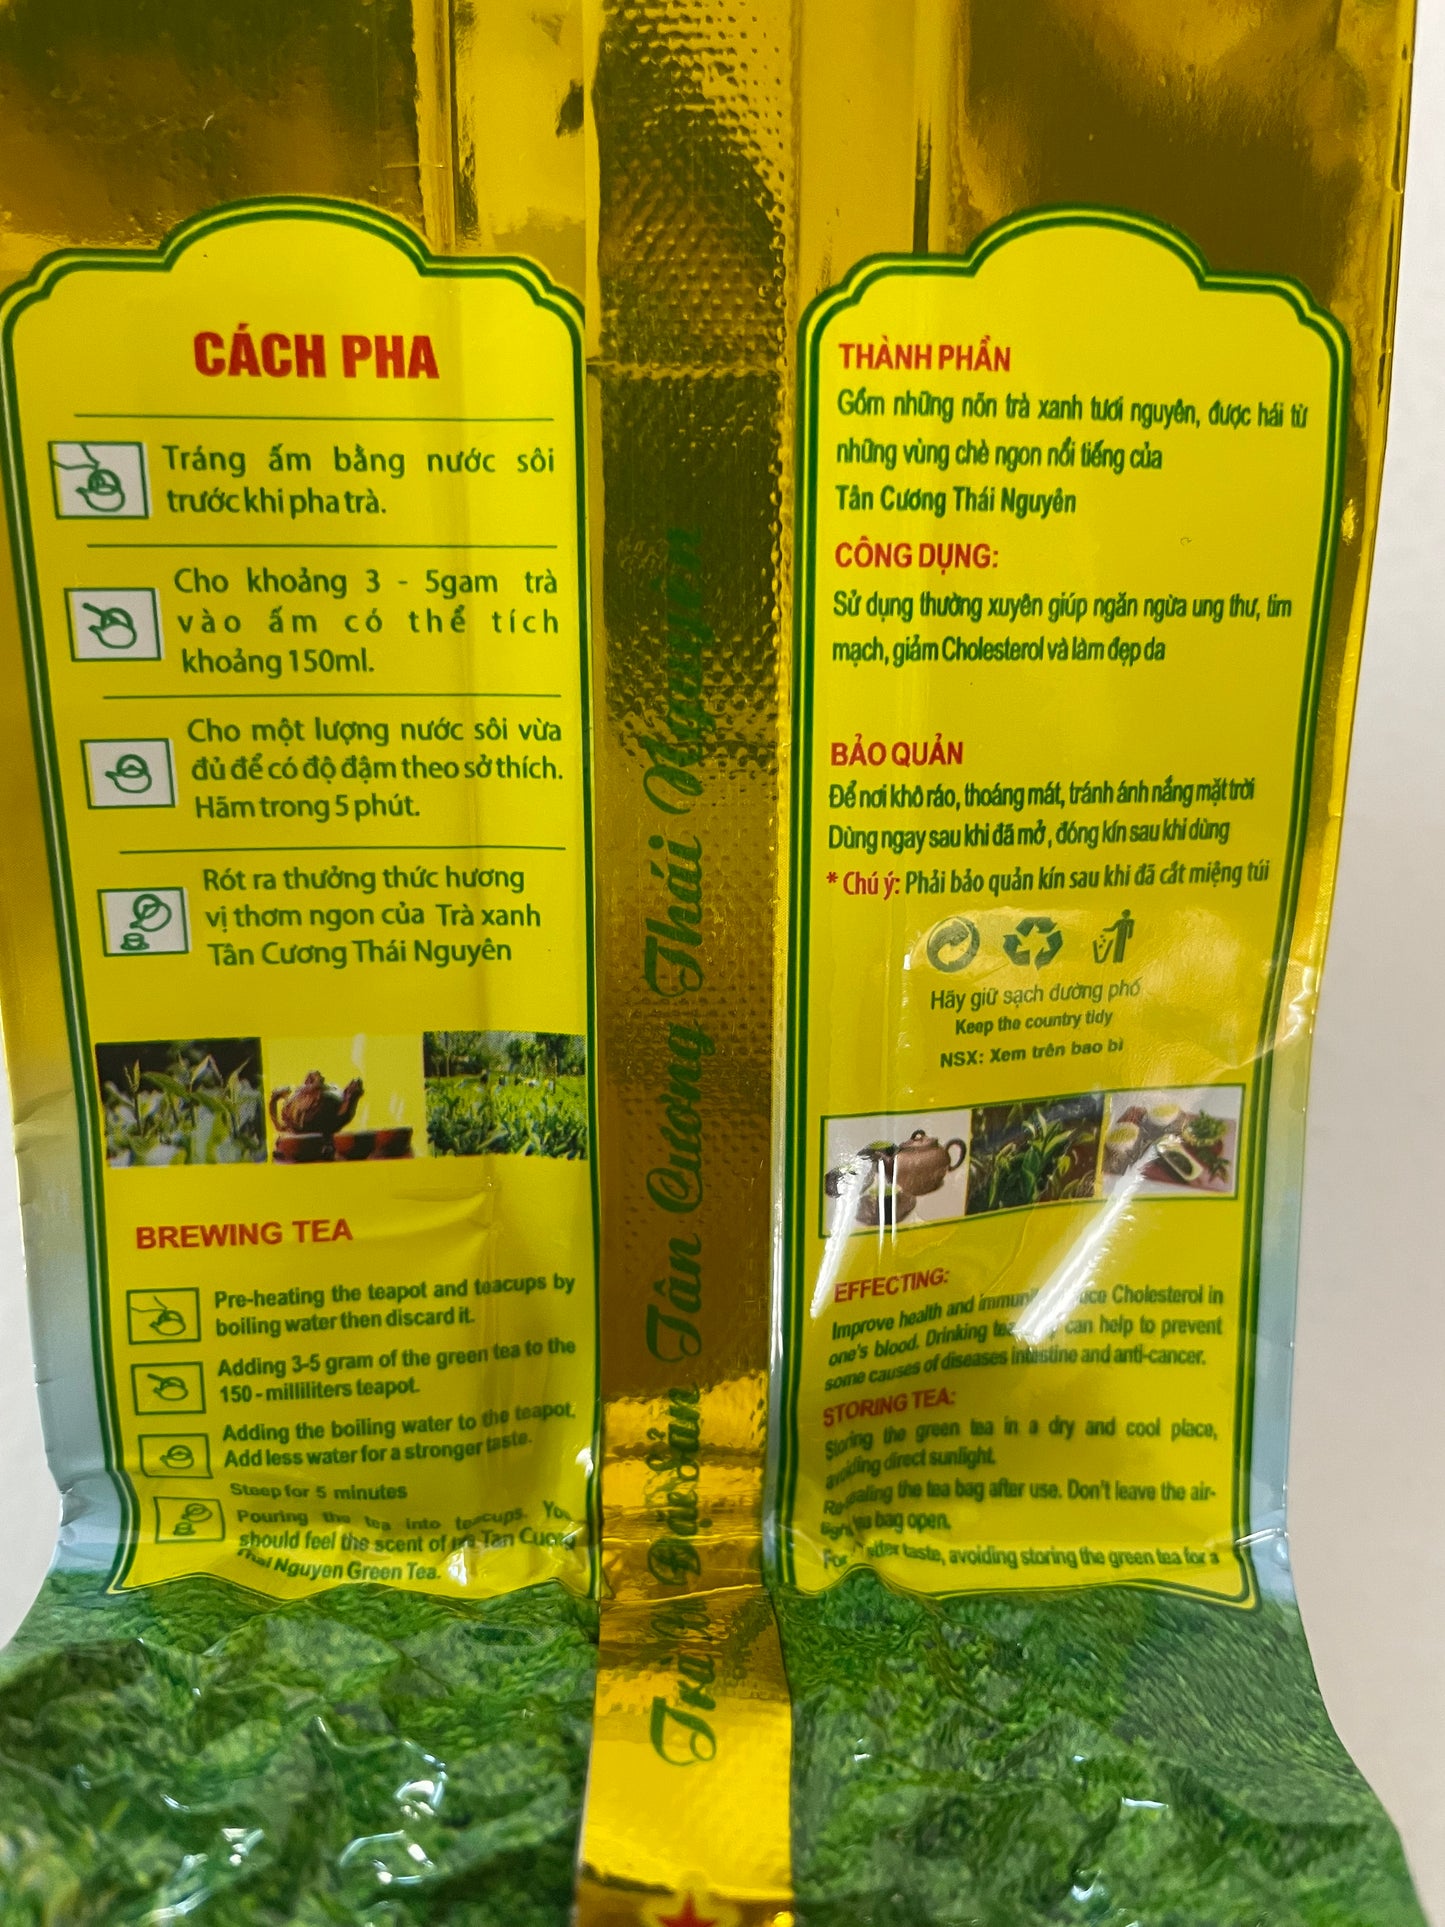 CÁCH PHA
Tráng ấm bằng nước sôi
trước khi pha trà.
Cho khoảng 3 - 5gam trà
vào ấm có thể tích
khoảng 150ml.
Cho một lượng nước sôi vừa
đủ để có độ đậm theo sở thích.
Hãm trong 5 phút.
Rót ra thưởng thức hương
vị thơm ngon của Trà xanh
Tân Cương Thái Nguyên
BREWING TEA
Pre-heating the teapot and teacups by
boiling water then discard it.
Adding 3-5 gram of the green tea to the
150 - milliliters teapot.
Adding the boiling water to the teapot,
Add less water for a stronger taste.
Steep for 5 minutes
Pouring the tea into teacups. You
should feel the scent of Tan Cuong
Thai Nguyen Green Tea.
Trà Đặc Sản Tân Cương Thái Nguyên
THÀNH PHẦN
Gồm những nõn trà xanh tươi nguyên, được hái từ
những vùng chè ngon nổi tiếng của
Tân Cương Thái Nguyên
CÔNG DỤNG:
Sử dụng thường xuyên giúp ngăn ngừa ung thư, tim
mạch, giảm Cholesterol và làm đẹp da
BẢO QUẢN
Để nơi khô ráo, thoáng mát, tránh ánh nắng mặt trời
Dùng ngay sau khi đã mở, đóng kín sau khi dùng
* Chú ý: Phải bảo quản kín sau khi đã cắt miệng túi
Hãy giữ sạch đường phố
Keep the country tidy
NSX: Xem trên bao bì
EFFECTING:
Improve health and Cholesterol in
one's blood. Drinking can help to prevent
some causes of diseases intestine and anti-cancer.
STORING TEA:
Storing the green tea in a dry and cool place,
avoiding direct sunlight.
Resealing the tea bag after use. Don't leave the air-
bag open.
For taste, avoiding storing the green tea for a